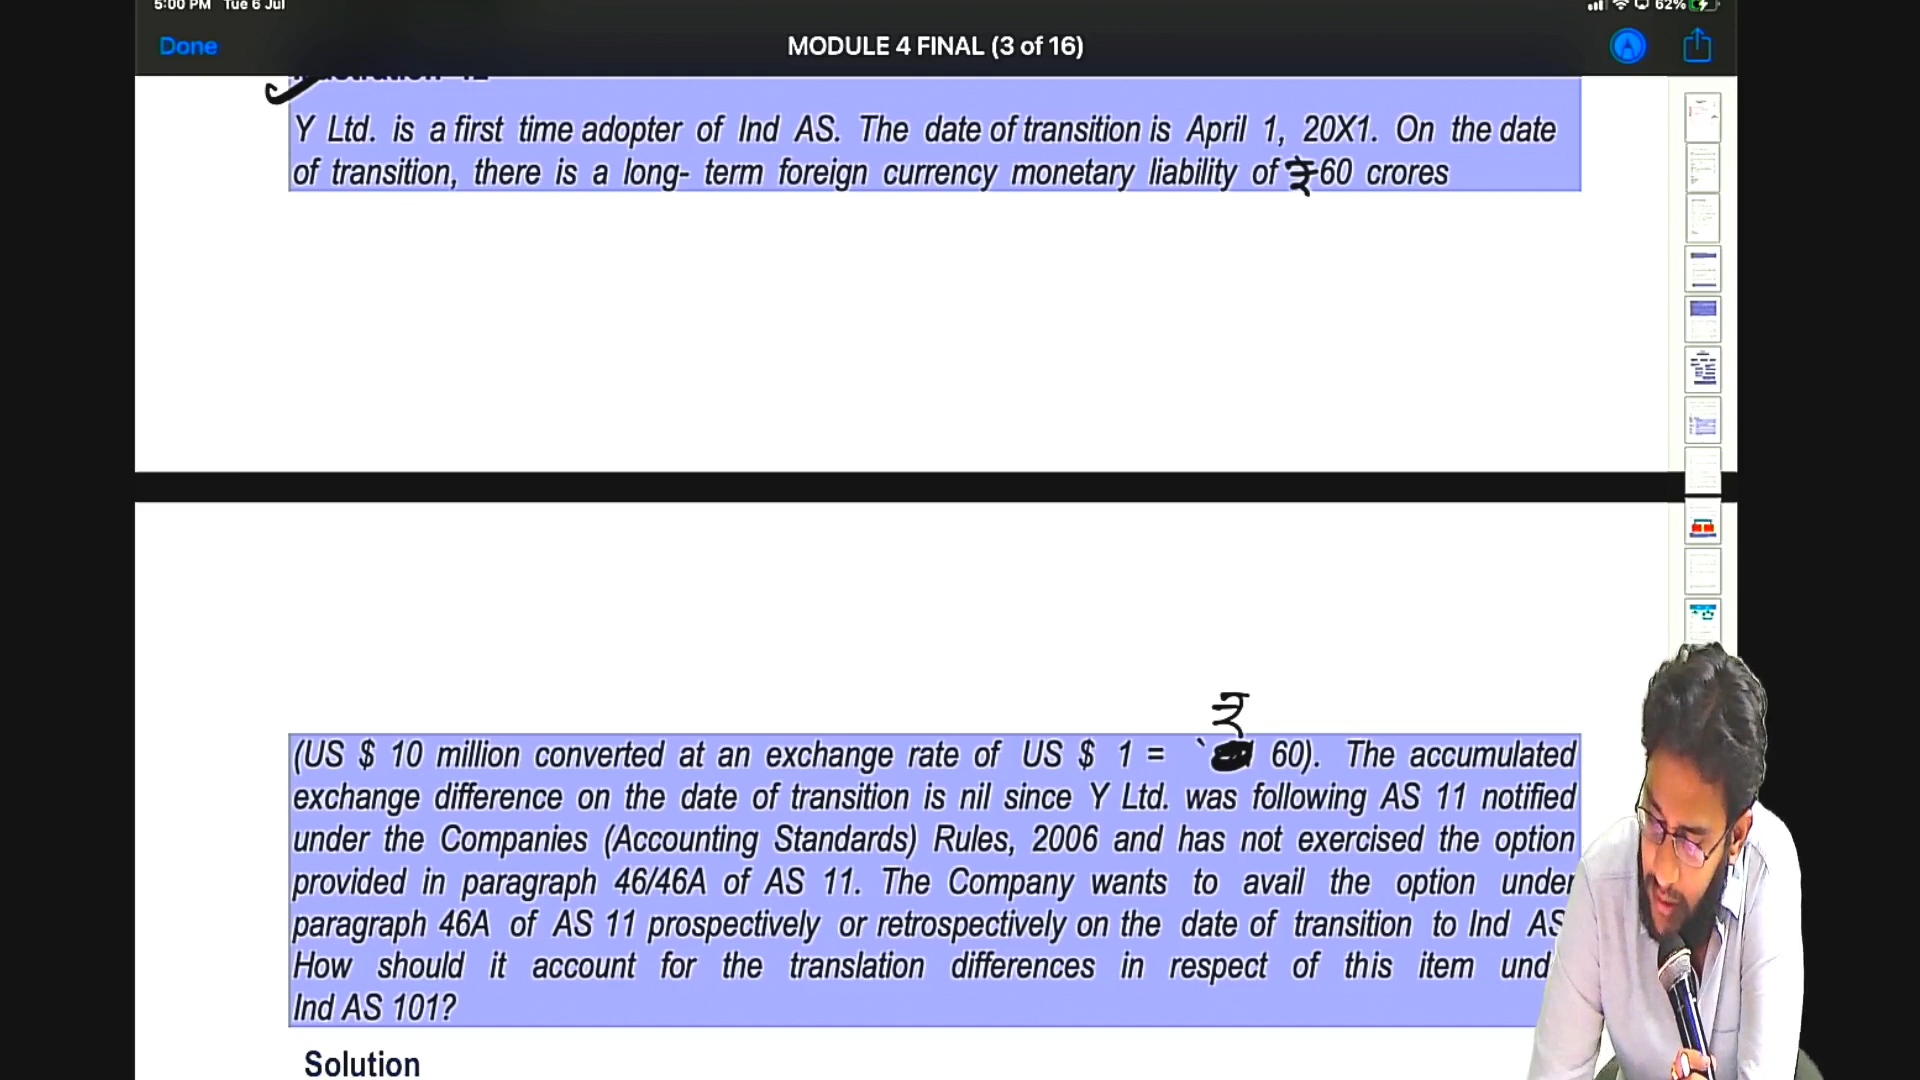 5:00 PM Tue 6 Jul 62%
Done MODULE 4 FINAL (3 of 16)
Y Ltd. is a first time adopter of Ind AS. The date of transition is April 1, 20X1. On the date
of transition, there is a long- term foreign currency monetary liability of ₹ 60 crores
₹
(US $ 10 million converted at an exchange rate of US $ 1 = ` 60). The accumulated
exchange difference on the date of transition is nil since Y Ltd. was following AS 11 notified
under the Companies (Accounting Standards) Rules, 2006 and has not exercised the option
provided in paragraph 46/46A of AS 11. The Company wants to avail the option under
paragraph 46A of AS 11 prospectively or retrospectively on the date of transition to Ind AS
How should it account for the translation differences in respect of this item und
Ind AS 101?
Solution